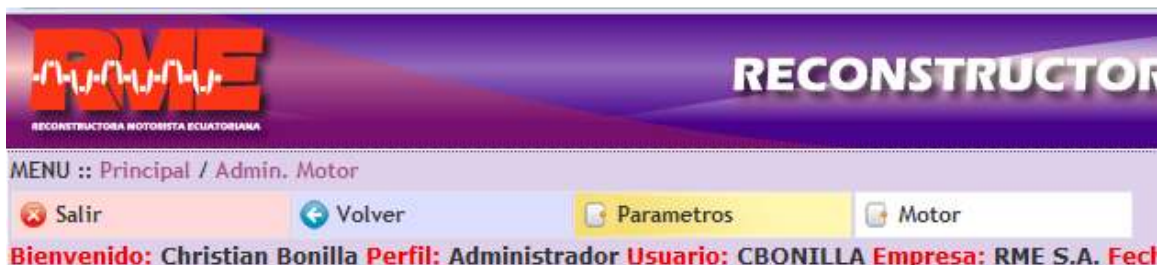 RME
RECONSTRUCTORA MOTORISTA ECUATORIANA
RECONSTRUCTOR
MENU :: Principal / Admin. Motor
Salir Volver Parametros Motor
Bienvenido: Christian Bonilla Perfil: Administrador Usuario: CBONILLA Empresa: RME S.A. Fech